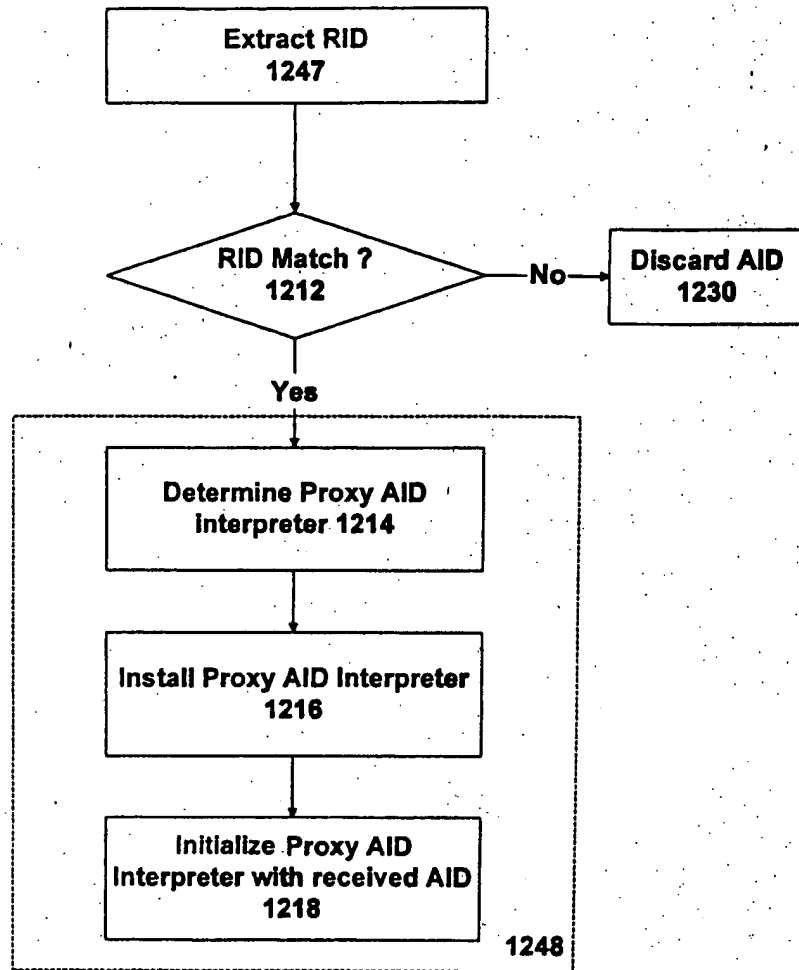 Extract RID
1247
RID Match ?
1212
No
Discard AID
1230
Yes
Determine Proxy AID
Interpreter 1214
Install Proxy AID Interpreter
1216
Initialize Proxy AID
Interpreter with received AID
1218
1248